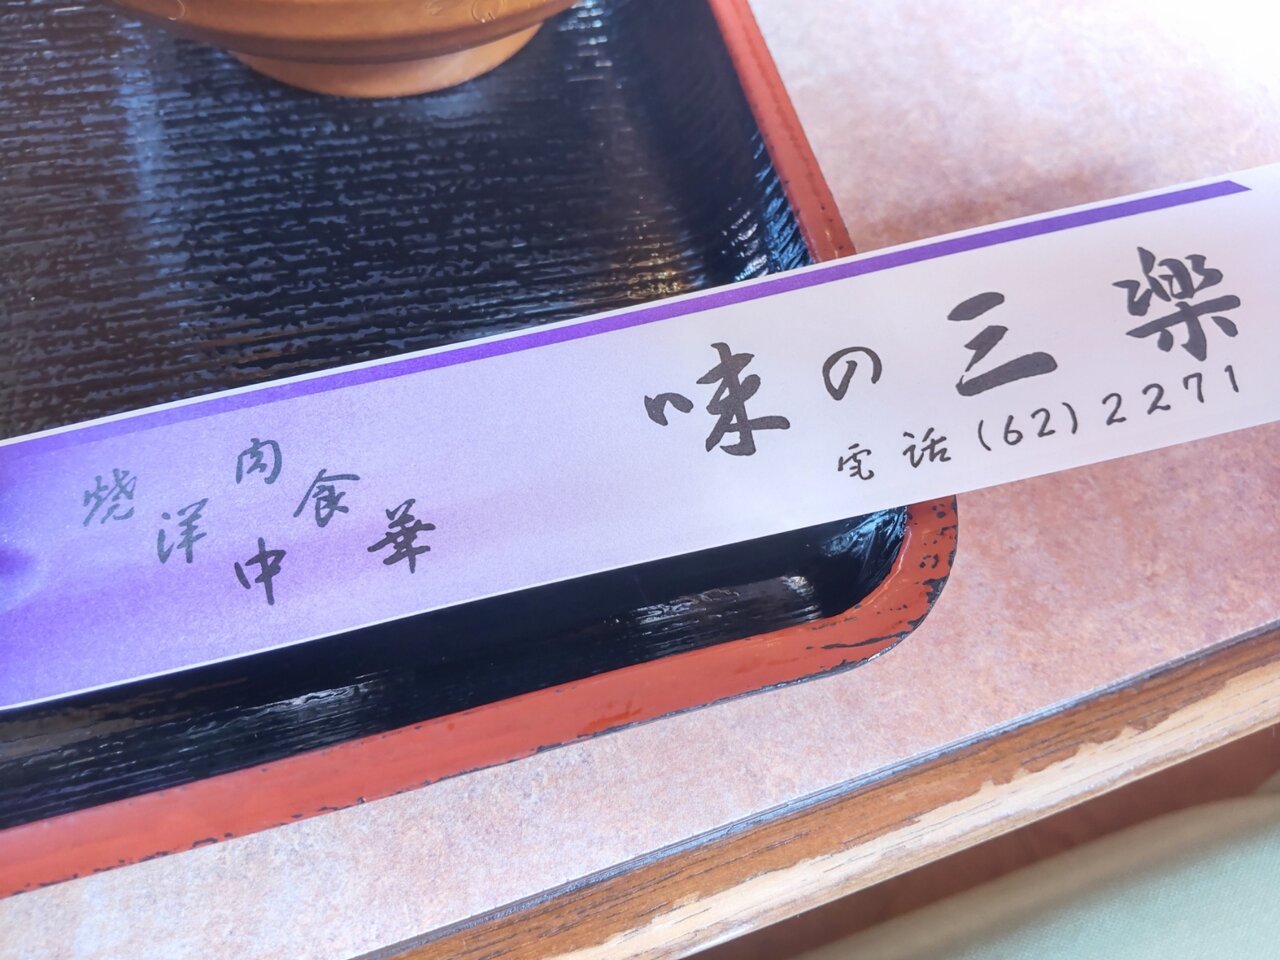 焼肉
洋食
中華
味の三楽
電話(62)2271